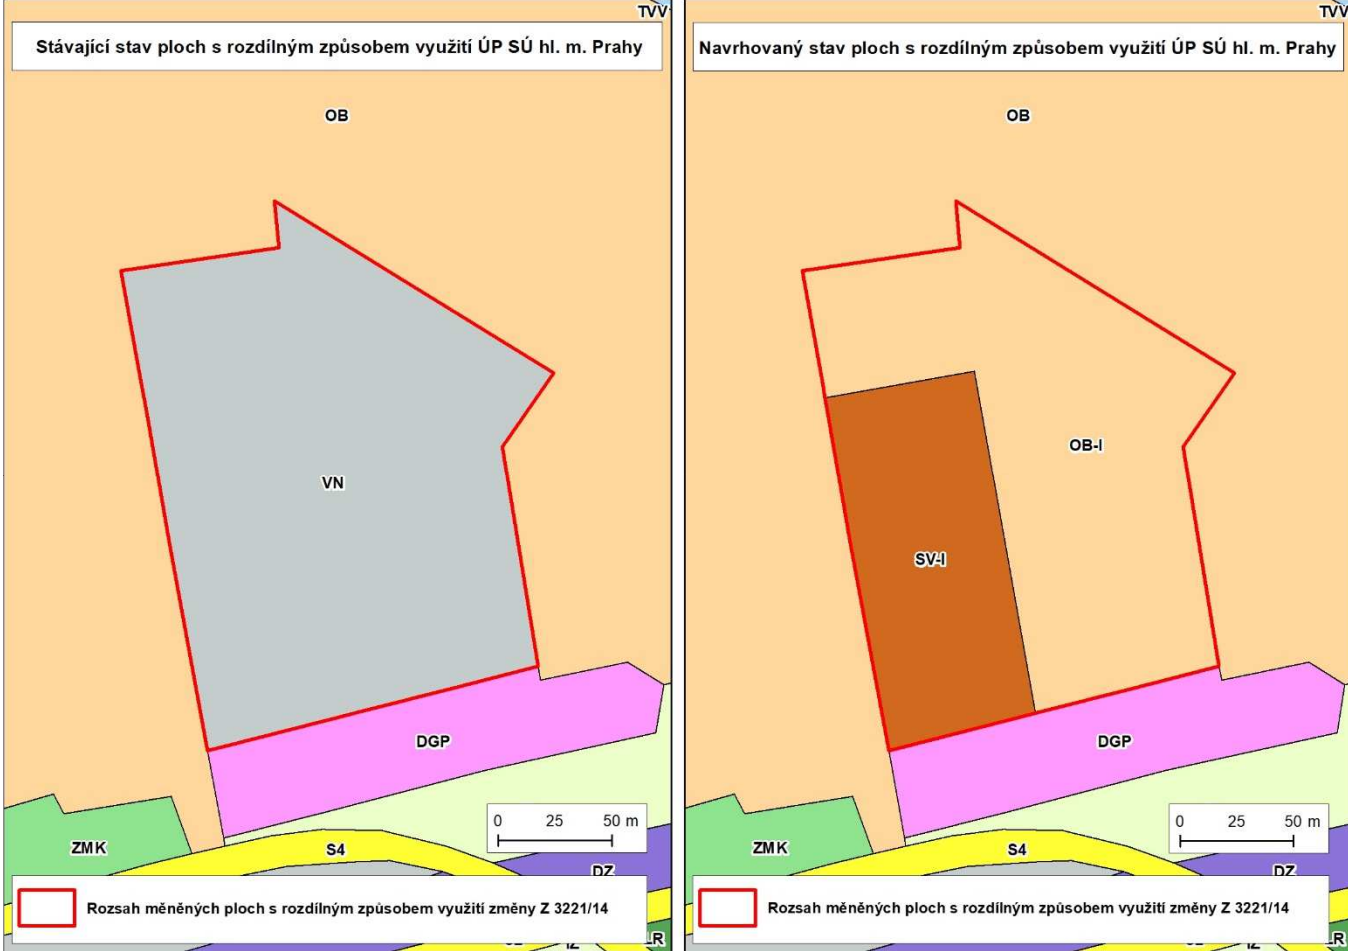 TVV
Stávající stav ploch s rozdílným způsobem využití ÚP SÚ hl. m. Prahy
OB
VN
DGP
0 25 50 m
ZMK
S4
DZ
Rozsah měněných ploch s rozdílným způsobem využití změny Z 3221/14
LR
TVV
Navrhovaný stav ploch s rozdílným způsobem využití ÚP SÚ hl. m. Prahy
OB
OB-I
SV-I
DGP
0 25 50 m
ZMK
S4
DZ
Rozsah měněných ploch s rozdílným způsobem využití změny Z 3221/14
LR